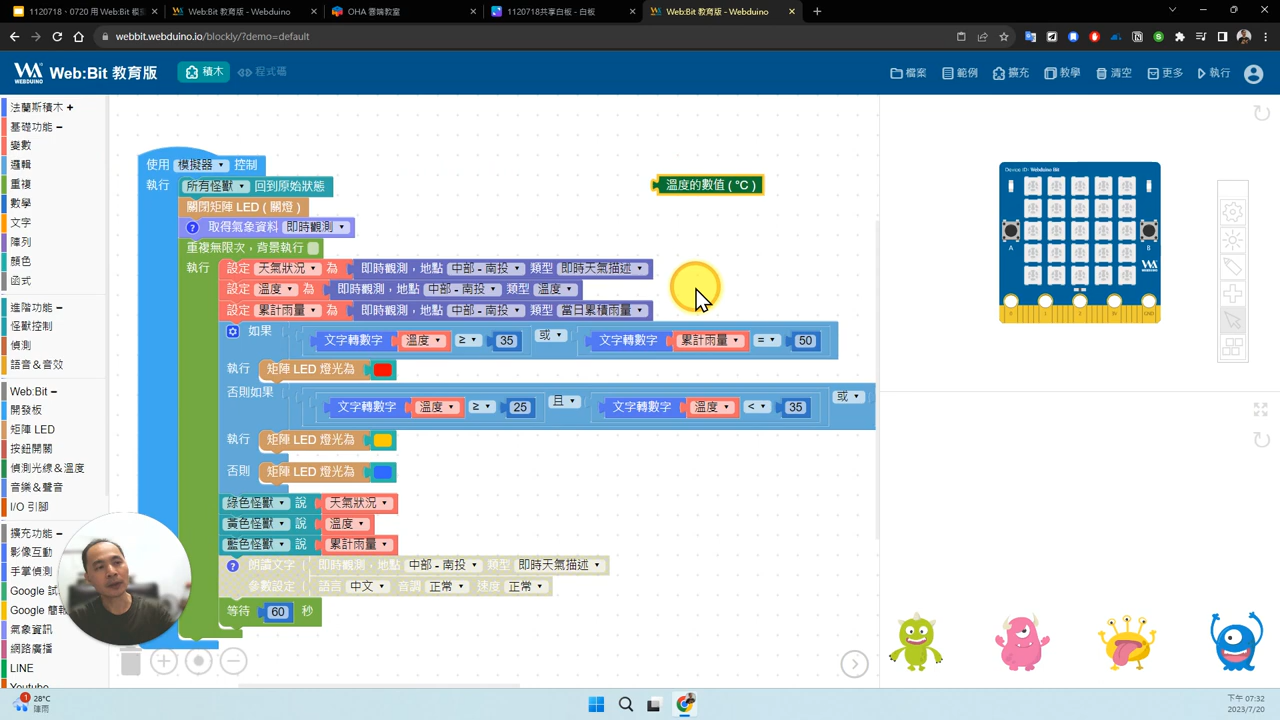 1120718 - 0720 用 Web:Bit 模
Web:Bit 教育版 - Webduino
OHA 雲端教室
1120718共享白板 - 白板
Web:Bit 教育版 - Webduino
webbit.webduino.io/blockly/?demo=default
WEBDUINO
Web:Bit 教育版
積木
程式碼
檔案
範例
擴充
教學
清空
更多
執行
法蘭斯積木
基礎功能
變數
邏輯
重複
數學
文字
陣列
顏色
函式
進階功能
怪獸控制
偵測
語音＆音效
Web:Bit
開發板
矩陣 LED
按鈕開關
偵測光線＆溫度
音樂＆聲音
I/O 引腳
擴充功能
影像互動
手掌偵測
Google 試
Google 簡報
氣象資訊
網路廣播
LINE
Youtube
使用 模擬器 控制
執行 所有怪獸 回到原始狀態
關閉矩陣 LED ( 關燈 )
? 取得氣象資料 即時觀測
重複無限次，背景執行
執行 設定 天氣狀況 為 即時觀測，地點 中部 - 南投 類型 即時天氣描述
設定 溫度 為 即時觀測，地點 中部 - 南投 類型 溫度
設定 累計雨量 為 即時觀測，地點 中部 - 南投 類型 當日累積雨量
如果 文字轉數字 溫度 ≥ 35 或 文字轉數字 累計雨量 = 50
執行 矩陣 LED 燈光為
否則如果 文字轉數字 溫度 ≥ 25 且 文字轉數字 溫度 < 35 或
執行 矩陣 LED 燈光為
否則 矩陣 LED 燈光為
綠色怪獸 說 天氣狀況
黃色怪獸 說 溫度
藍色怪獸 說 累計雨量
? 朗讀文字 ( 即時觀測，地點 中部 - 南投 類型 即時天氣描述
參數設定 ( 語言 中文 音調 正常 速度 正常
等待 60 秒
溫度的數值 ( °C )
A
B
28°C
陣雨
下午 07:32
2023/7/20